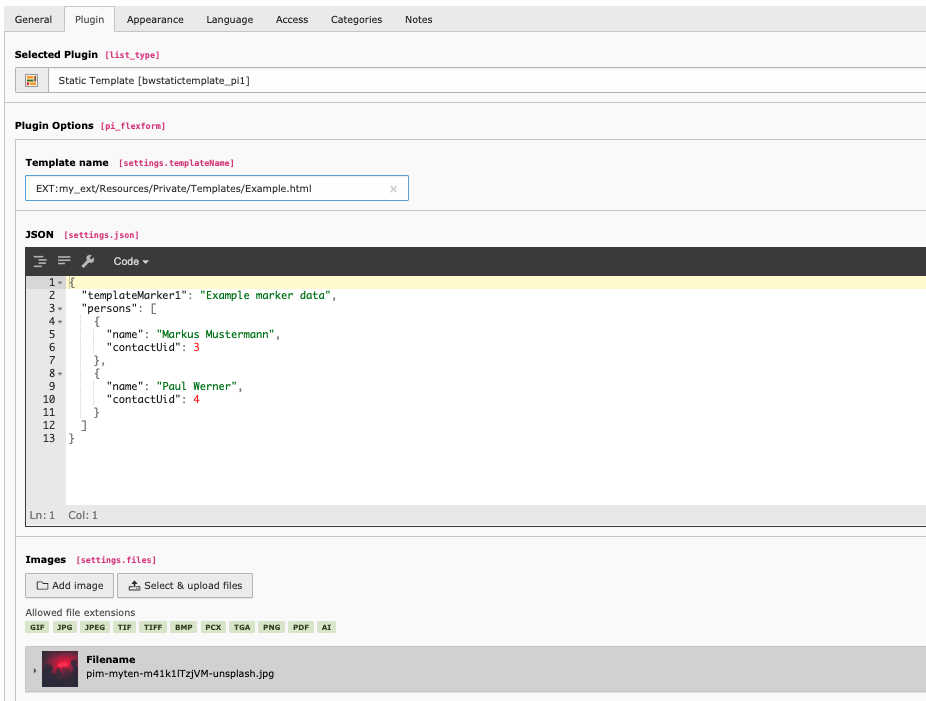 General Plugin Appearance Language Access Categories Notes
Selected Plugin [list_type]
Static Template [bwstatictemplate_pi1]
Plugin Options [pi_flexform]
Template name [settings.templateName]
EXT:my_ext/Resources/Private/Templates/Example.html ×
JSON [settings.json]
Code
1 {
2 "templateMarker1": "Example marker data",
3 "persons": [
4 {
5 "name": "Markus Mustermann",
6 "contactUid": 3
7 },
8 {
9 "name": "Paul Werner",
10 "contactUid": 4
11 }
12 ]
13 }
Ln: 1 Col: 1
Images [settings.files]
Add image Select & upload files
Allowed file extensions
GIF JPG JPEG TIF TIFF BMP PCX TGA PNG PDF AI
Filename
pim-myten-m41k1lTzjVM-unsplash.jpg